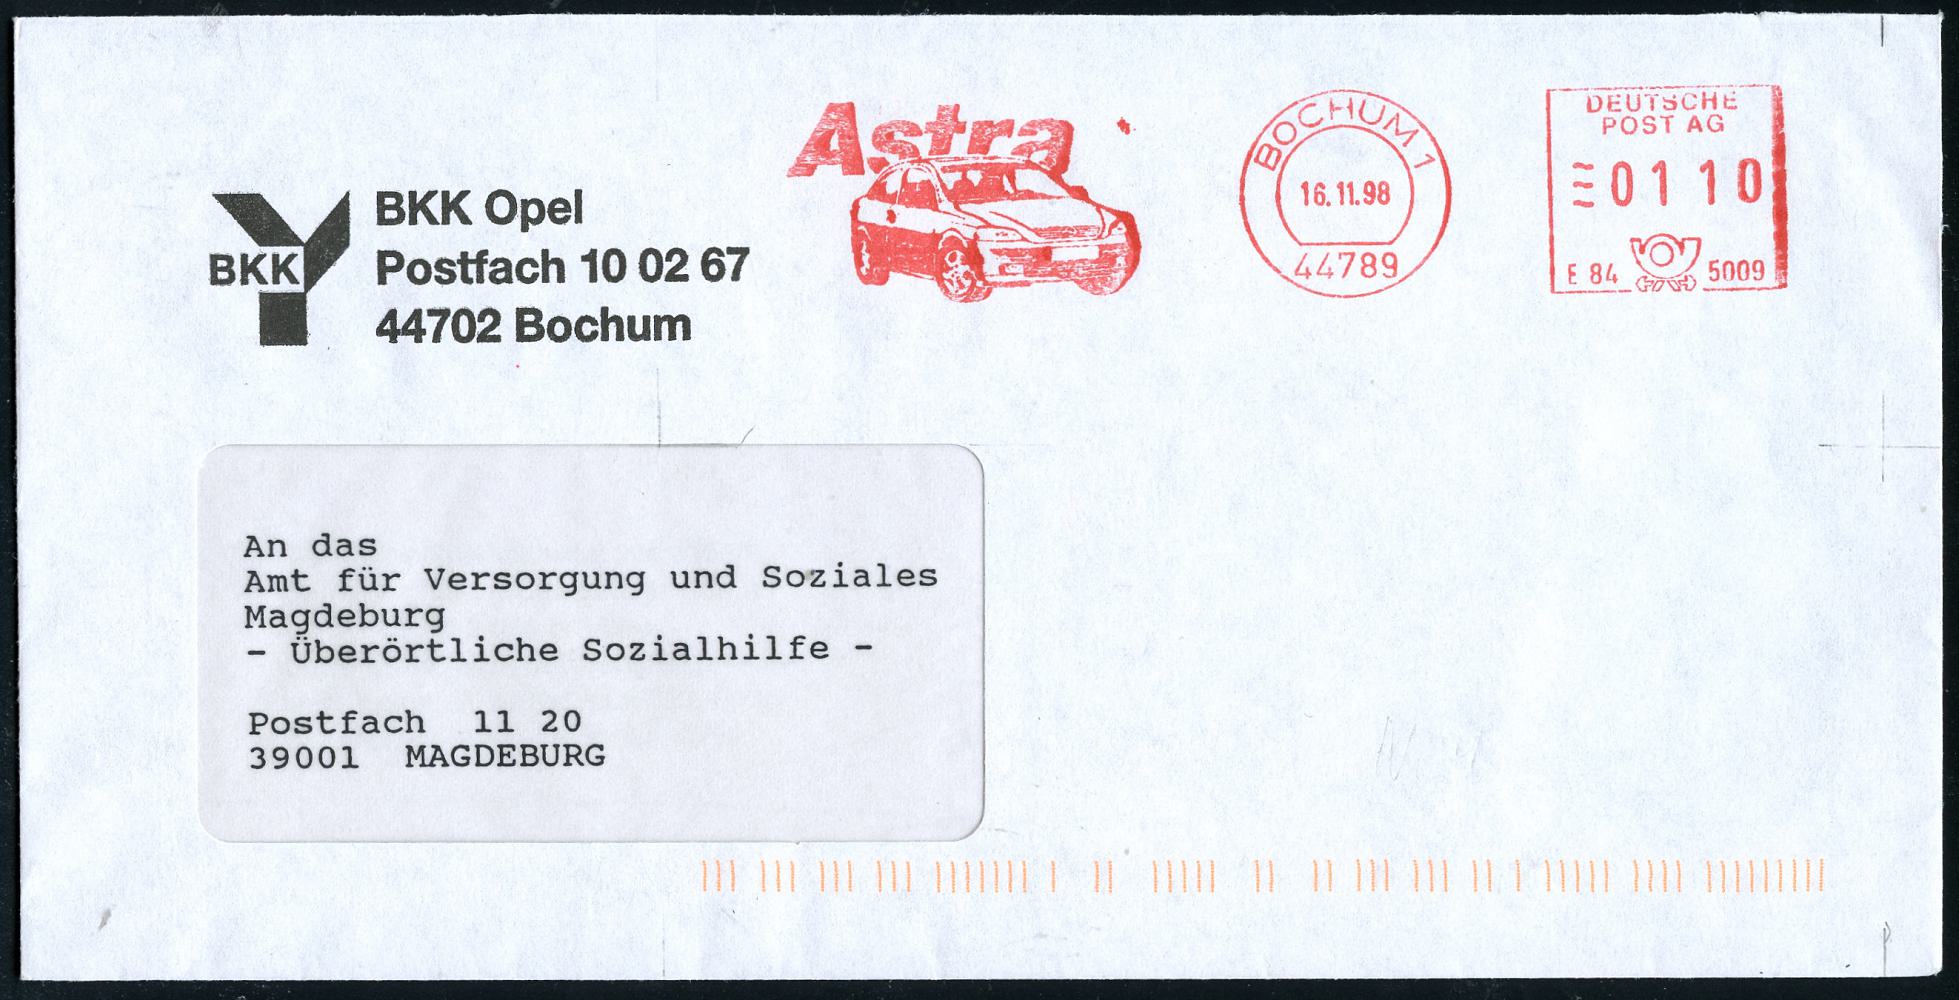 BKK
BKK Opel
Postfach 10 02 67
44702 Bochum
Astra
BOCHUM 1
16.11.98
44789
DEUTSCHE
POST AG
01 10
E 84 5009
An das
Amt für Versorgung und Soziales
Magdeburg
- Überörtliche Sozialhilfe -
Postfach 11 20
39001 MAGDEBURG